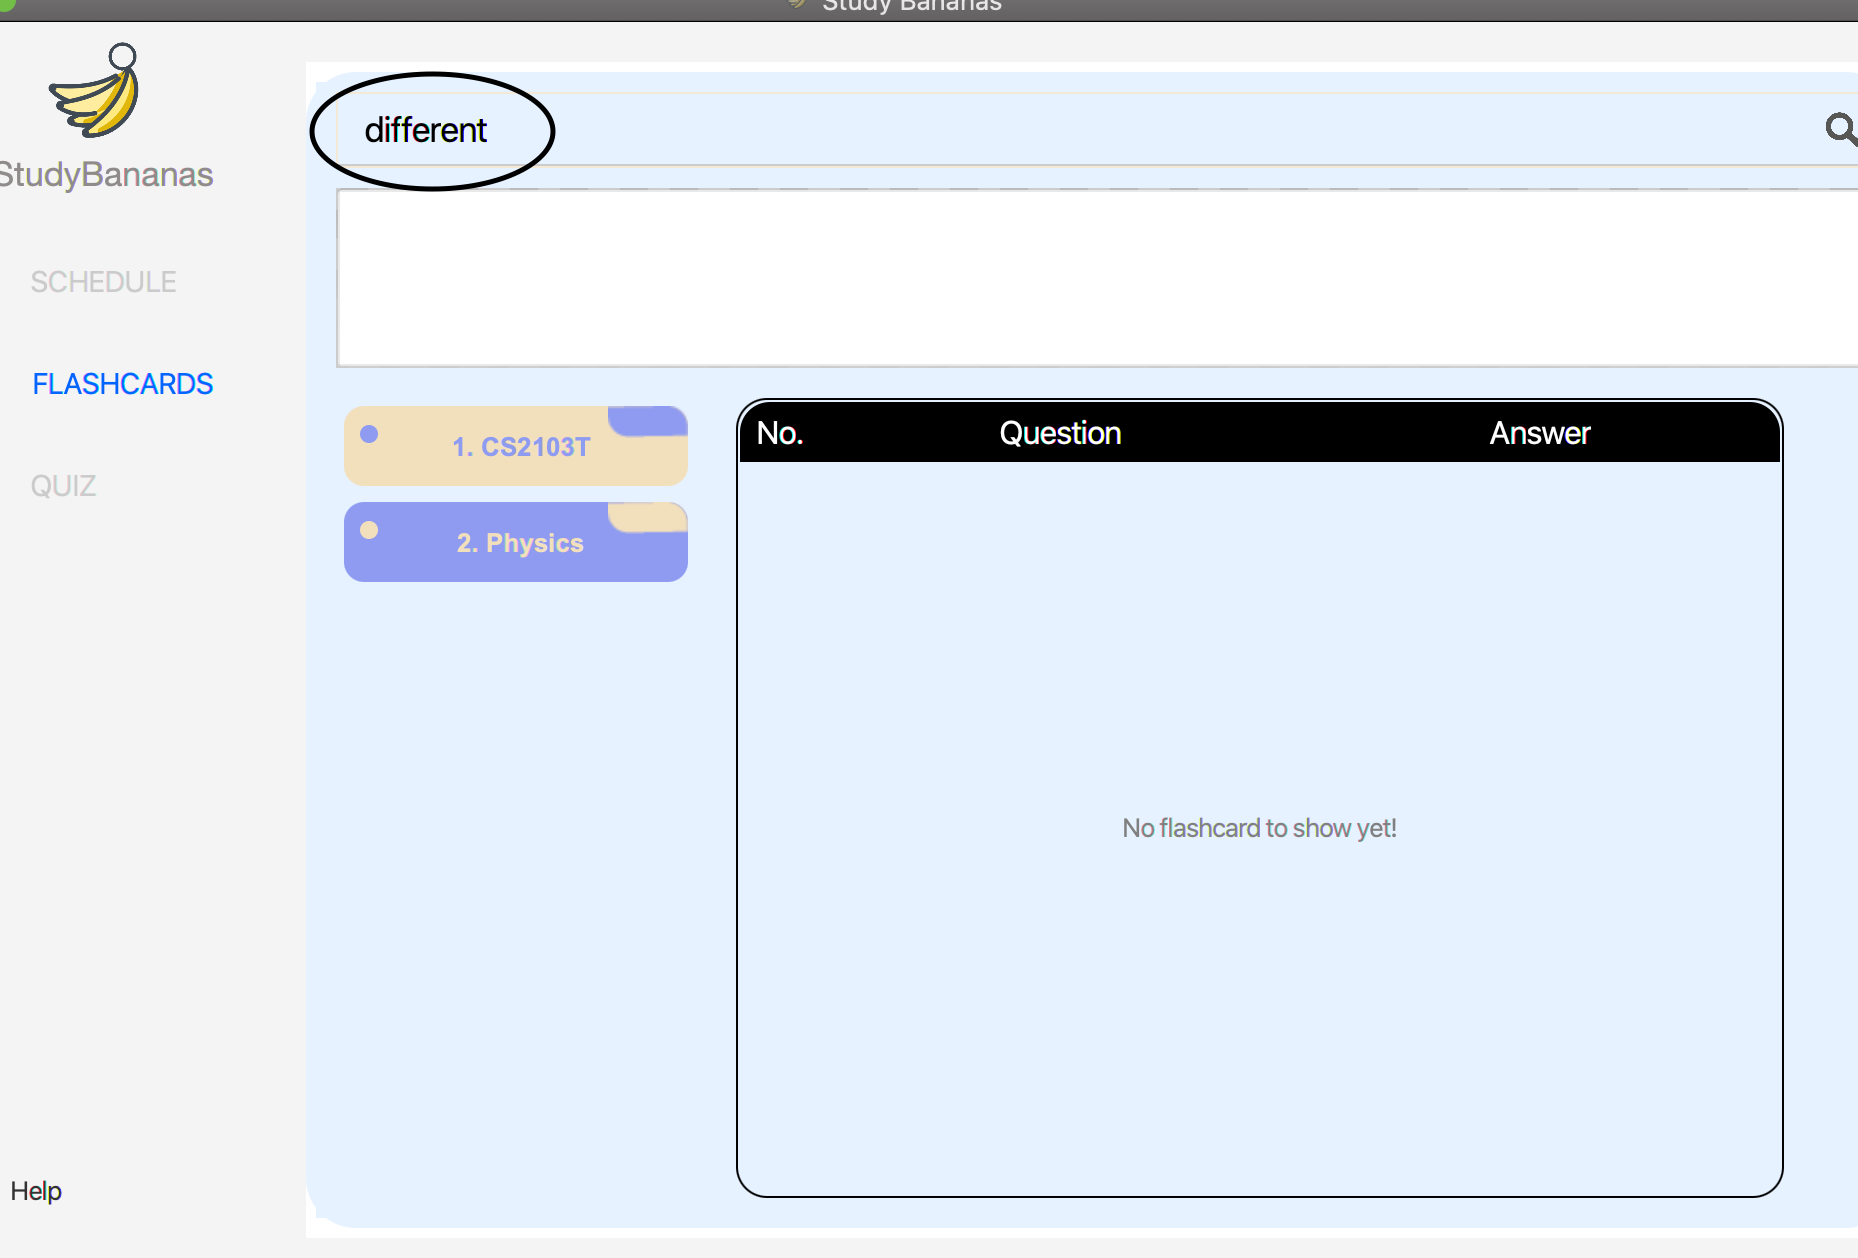 Study Bananas
different
StudyBananas
SCHEDULE
FLASHCARDS
QUIZ
1. CS2103T
2. Physics
No. Question Answer
No flashcard to show yet!
Help